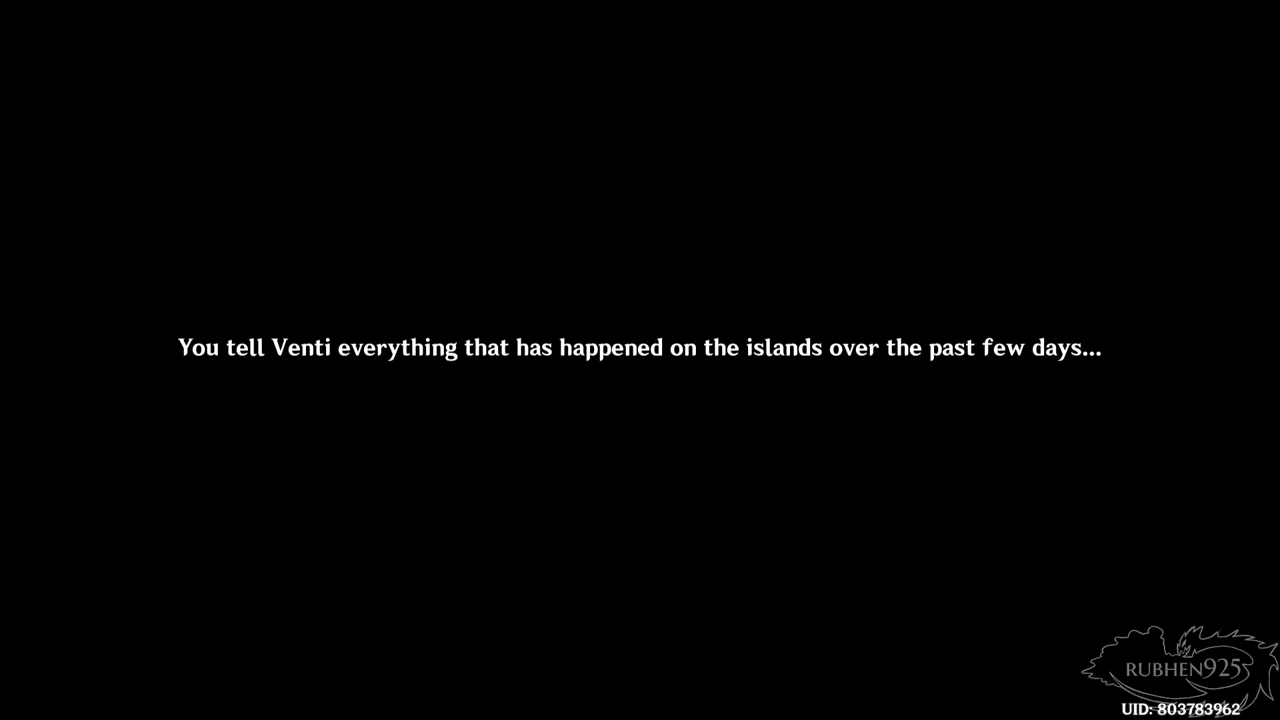 You tell Venti everything that has happened on the islands over the past few days...
RUBHEN925
UID: 803783962